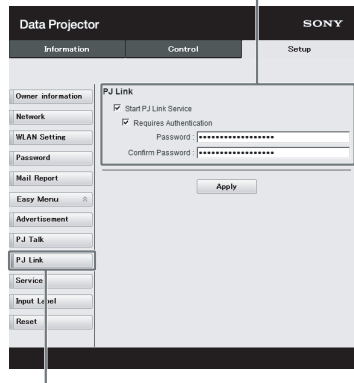 Data Projector
SONY
Information
Control
Setup
Owner information
Network
WLAN Setting
Password
Mail Report
Easy Menu
Advertisement
PJ Talk
PJ Link
Service
Input Label
Reset
PJ Link
Start PJ Link Service
Requires Authentication
Password :
Confirm Password :
Apply